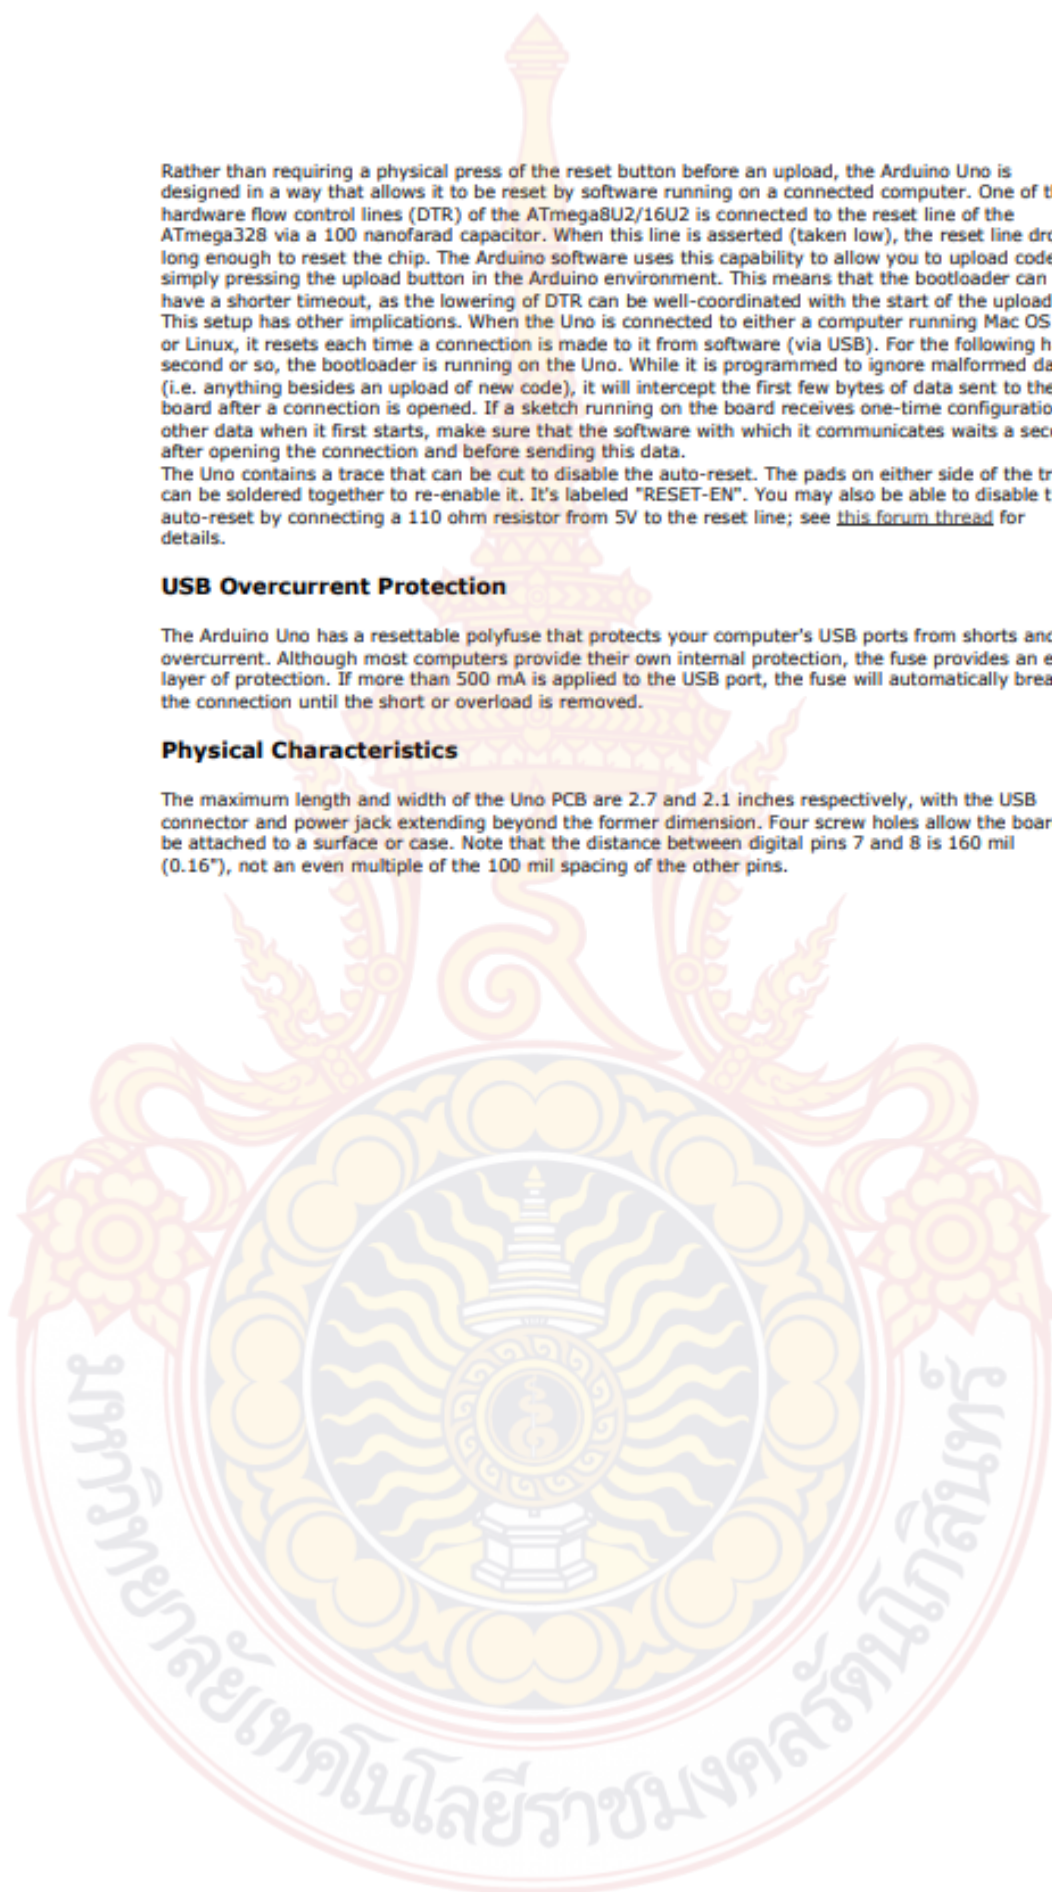 Rather than requiring a physical press of the reset button before an upload, the Arduino Uno is
designed in a way that allows it to be reset by software running on a connected computer. One of
hardware flow control lines (DTR) of the ATmega8U2/16U2 is connected to the reset line of the
ATmega328 via a 100 nanofarad capacitor. When this line is asserted (taken low), the reset line
long enough to reset the chip. The Arduino software uses this capability to allow you to upload code
simply pressing the upload button in the Arduino environment. This means that the bootloader can
have a shorter timeout, as the lowering of DTR can be well-coordinated with the start of the upload
This setup has other implications. When the Uno is connected to either a computer running Mac OS
or Linux, it resets each time a connection is made to it from software (via USB). For the following
second or so, the bootloader is running on the Uno. While it is programmed to ignore malformed
(i.e. anything besides an upload of new code), it will intercept the first few bytes of data sent to the
board after a connection is opened. If a sketch running on the board receives one-time
other data when it first starts, make sure that the software with which it communicates waits a
after opening the connection and before sending this data.
The Uno contains a trace that can be cut to disable the auto-reset. The pads on either side of the
can be soldered together to re-enable it. It's labeled "RESET-EN". You may also be able to disable
auto-reset by connecting a 110 ohm resistor from 5V to the reset line; see this forum thread for
details.
USB Overcurrent Protection
The Arduino Uno has a resettable polyfuse that protects your computer's USB ports from shorts and
overcurrent. Although most computers provide their own internal protection, the fuse provides an
layer of protection. If more than 500 mA is applied to the USB port, the fuse will automatically
the connection until the short or overload is removed.
Physical Characteristics
The maximum length and width of the Uno PCB are 2.7 and 2.1 inches respectively, with the USB
connector and power jack extending beyond the former dimension. Four screw holes allow the
be attached to a surface or case. Note that the distance between digital pins 7 and 8 is 160 mil
(0.16"), not an even multiple of the 100 mil spacing of the other pins.
มหาวิทยาลัยเทคโนโลยีราชมงคลรัตนโกสินทร์